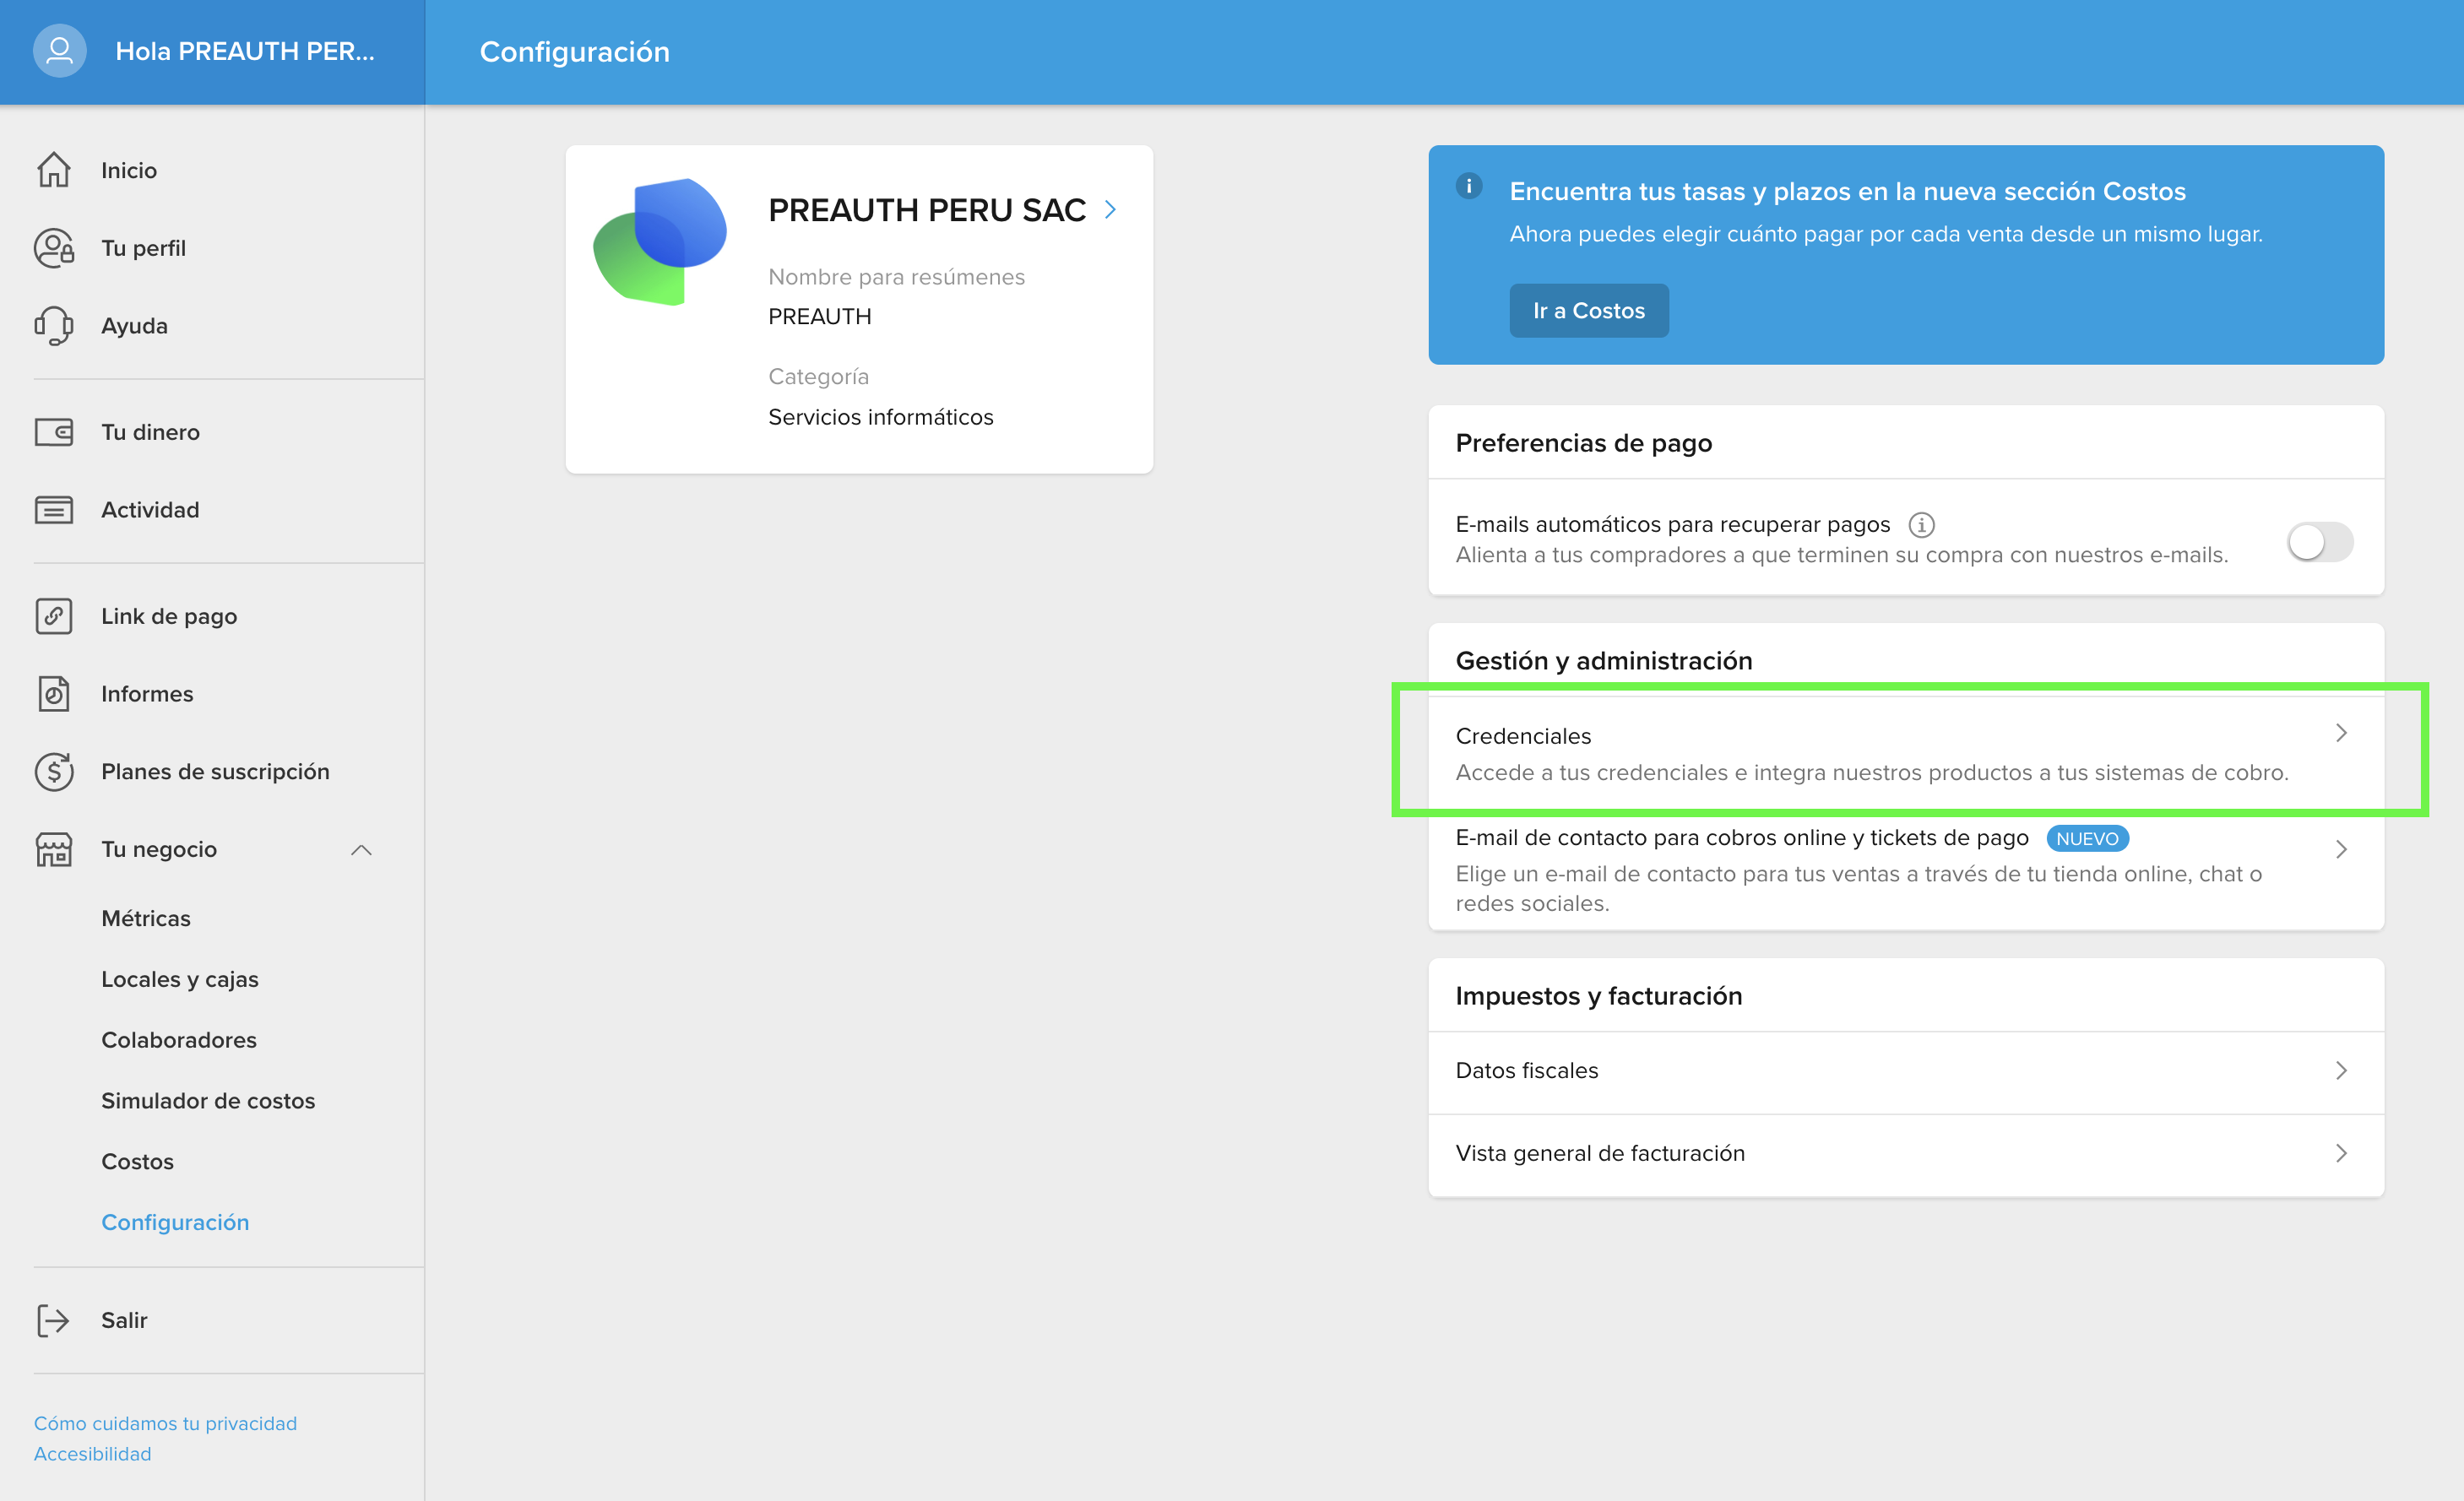 Hola PREAUTH PER...
Configuración
Inicio
Tu perfil
Ayuda
Tu dinero
Actividad
Link de pago
Informes
Planes de suscripción
Tu negocio
Métricas
Locales y cajas
Colaboradores
Simulador de costos
Costos
Configuración
Salir
Cómo cuidamos tu privacidad
Accesibilidad
PREAUTH PERU SAC
Nombre para resúmenes
PREAUTH
Categoría
Servicios informáticos
Encuentra tus tasas y plazos en la nueva sección Costos
Ahora puedes elegir cuánto pagar por cada venta desde un mismo lugar.
Ir a Costos
Preferencias de pago
E-mails automáticos para recuperar pagos
Alienta a tus compradores a que terminen su compra con nuestros e-mails.
Gestión y administración
Credenciales
Accede a tus credenciales e integra nuestros productos a tus sistemas de cobro.
E-mail de contacto para cobros online y tickets de pago NUEVO
Elige un e-mail de contacto para tus ventas a través de tu tienda online, chat o
redes sociales.
Impuestos y facturación
Datos fiscales
Vista general de facturación